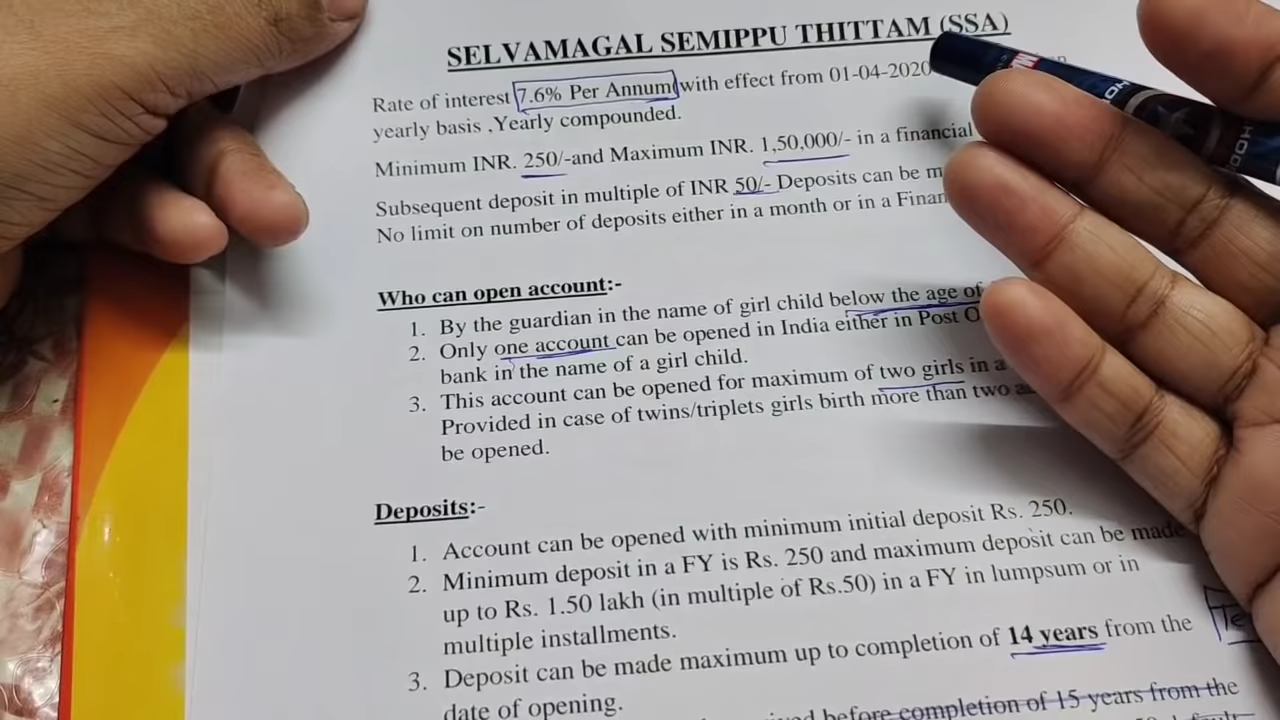 SELVAMAGAL SEMIPPU THITTAM (SSA)
Rate of interest 7.6% Per Annum with effect from 01-04-2020
yearly basis ,Yearly compounded.
Minimum INR. 250/-and Maximum INR. 1,50,000/- in a financial
Subsequent deposit in multiple of INR 50/- Deposits can be m
No limit on number of deposits either in a month or in a Finan
Who can open account:-
1. By the guardian in the name of girl child below the age of
2. Only one account can be opened in India either in Post O
bank in the name of a girl child.
3. This account can be opened for maximum of two girls in a
Provided in case of twins/triplets girls birth more than two
be opened.
Deposits:-
1. Account can be opened with minimum initial deposit Rs. 250.
2. Minimum deposit in a FY is Rs. 250 and maximum deposit can be made
up to Rs. 1.50 lakh (in multiple of Rs.50) in a FY in lumpsum or in
multiple installments.
3. Deposit can be made maximum up to completion of 14 years from the
date of opening.
before completion of 15 years from the